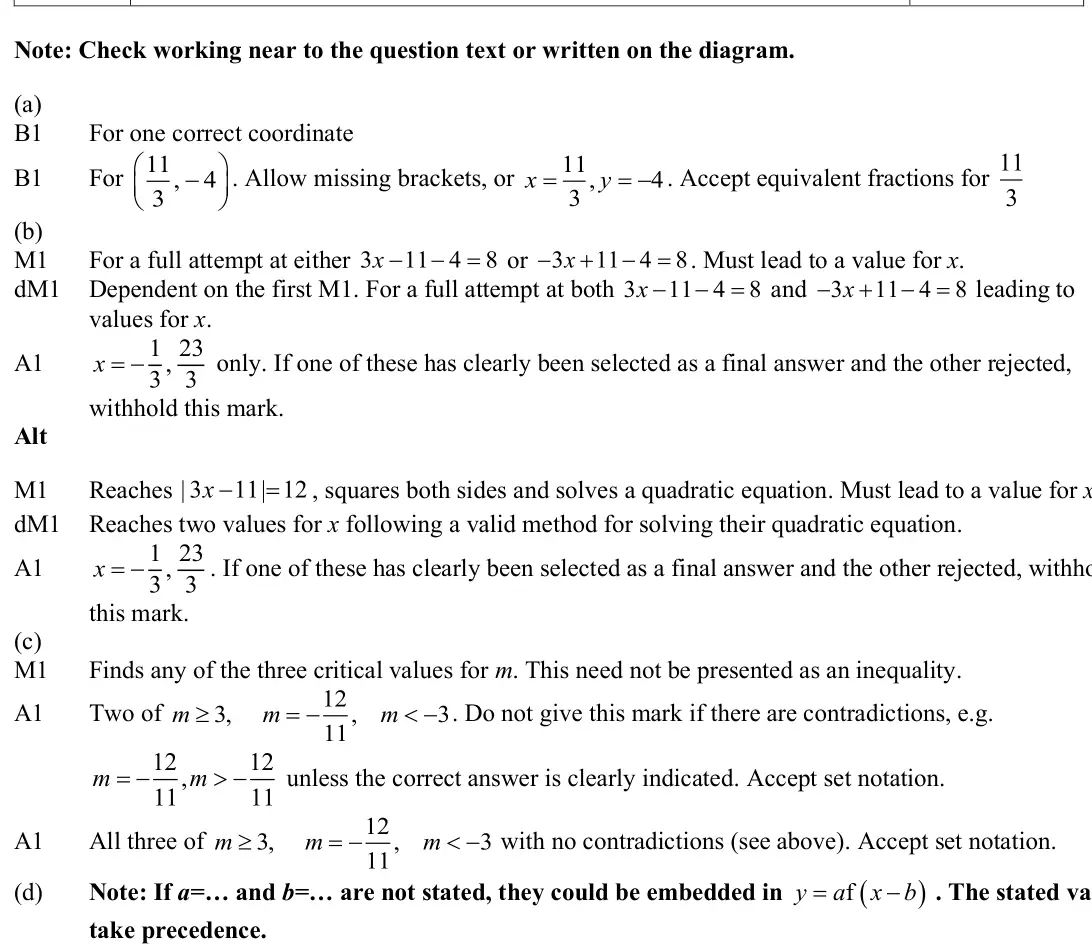 Note: Check working near to the question text or written on the diagram.
(a)
B1 For one correct coordinate
B1 For (11/3, −4). Allow missing brackets, or x = 11/3, y = −4. Accept equivalent fractions for 11/3
(b)
M1 For a full attempt at either 3x−11−4=8 or −3x+11−4=8. Must lead to a value for x.
dM1 Dependent on the first M1. For a full attempt at both 3x−11−4=8 and −3x+11−4=8 leading to
values for x.
A1 x = −1/3, 23/3 only. If one of these has clearly been selected as a final answer and the other rejected,
withhold this mark.
Alt
M1 Reaches |3x−11|=12, squares both sides and solves a quadratic equation. Must lead to a value for x
dM1 Reaches two values for x following a valid method for solving their quadratic equation.
A1 x = −1/3, 23/3. If one of these has clearly been selected as a final answer and the other rejected,
this mark.
(c)
M1 Finds any of the three critical values for m. This need not be presented as an inequality.
A1 Two of m ≥ 3, m = −12/11, m < −3. Do not give this mark if there are contradictions, e.g.
m = −12/11, m > −12/11 unless the correct answer is clearly indicated. Accept set notation.
A1 All three of m ≥ 3, m = −12/11, m < −3 with no contradictions (see above). Accept set notation.
(d) Note: If a=… and b=… are not stated, they could be embedded in y = af(x−b). The stated
take precedence.